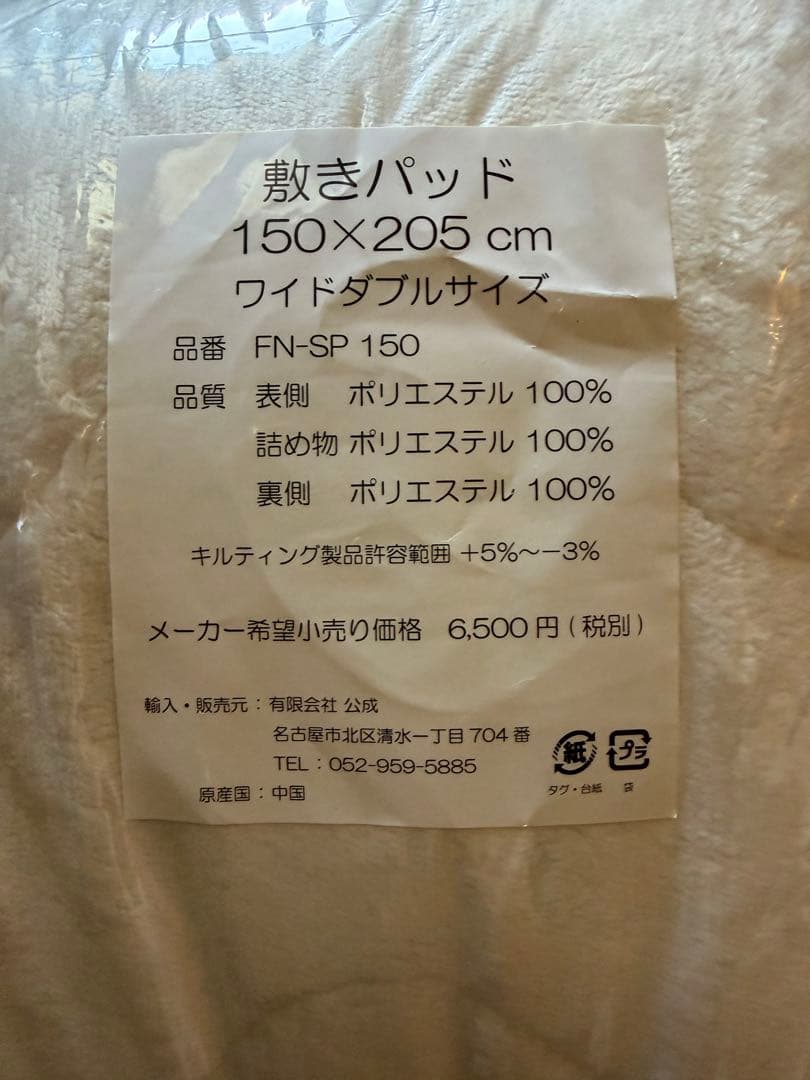 敷きパッド
150×205 cm
ワイドダブルサイズ
品番 FN-SP 150
品質 表側 ポリエステル 100%
詰め物 ポリエステル 100%
裏側 ポリエステル 100%
キルティング製品許容範囲 +5%〜−3%
メーカー希望小売り価格 6,500円(税別)
輸入・販売元：有限会社 公成
名古屋市北区清水一丁目704番
TEL：052-959-5885
原産国：中国
紙 プラ
タグ・台紙 袋